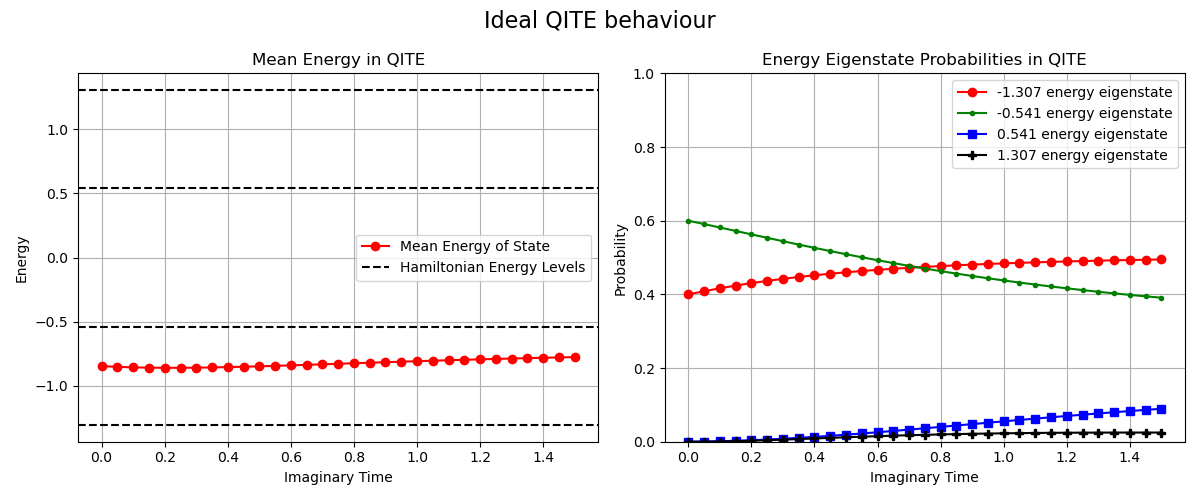 Ideal QITE behaviour
Mean Energy in QITE
Energy
1.0
0.5
0.0
−0.5
−1.0
Mean Energy of State
Hamiltonian Energy Levels
0.0 0.2 0.4 0.6 0.8 1.0 1.2 1.4
Imaginary Time
Energy Eigenstate Probabilities in QITE
Probability
1.0
0.8
0.6
0.4
0.2
0.0
-1.307 energy eigenstate
-0.541 energy eigenstate
0.541 energy eigenstate
1.307 energy eigenstate
0.0 0.2 0.4 0.6 0.8 1.0 1.2 1.4
Imaginary Time